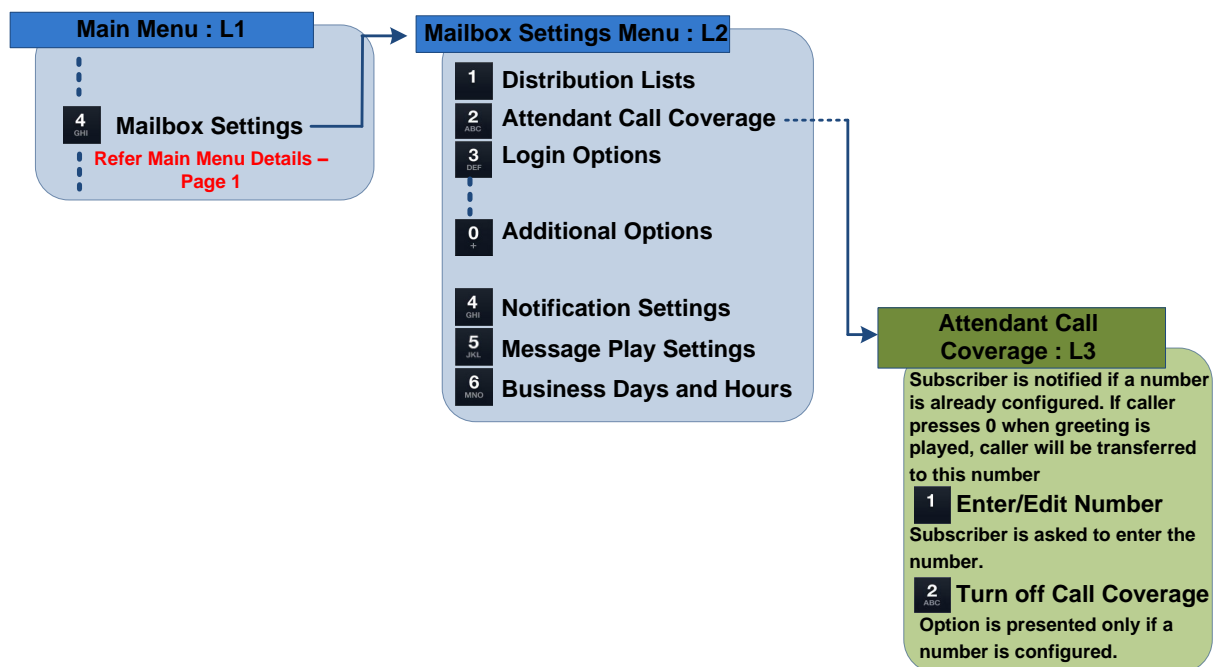 Main Menu : L1
4
GHI
Mailbox Settings
Refer Main Menu Details –
Page 1
Mailbox Settings Menu : L2
1
Distribution Lists
2
ABC
Attendant Call Coverage
3
DEF
Login Options
0
+
Additional Options
4
GHI
Notification Settings
5
JKL
Message Play Settings
6
MNO
Business Days and Hours
Attendant Call
Coverage : L3
Subscriber is notified if a number
is already configured. If caller
presses 0 when greeting is
played, caller will be transferred
to this number
1
Enter/Edit Number
Subscriber is asked to enter the
number.
2
ABC
Turn off Call Coverage
Option is presented only if a
number is configured.